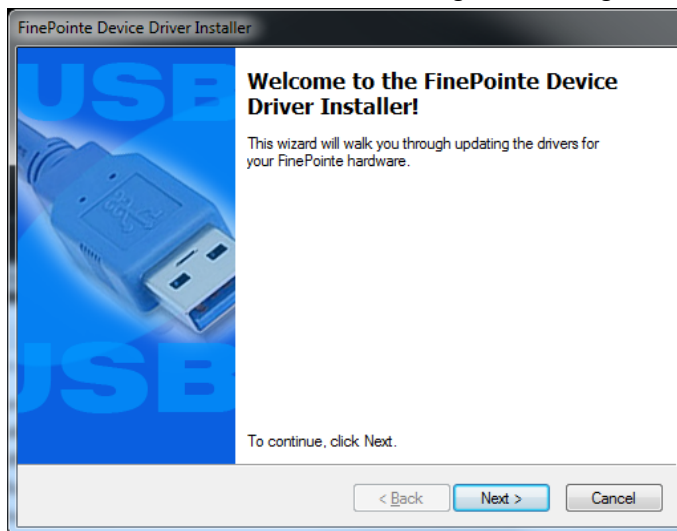 FinePointe Device Driver Installer
USB
Welcome to the FinePointe Device
Driver Installer!
This wizard will walk you through updating the drivers for
your FinePointe hardware.
USB
To continue, click Next.
< Back
Next >
Cancel